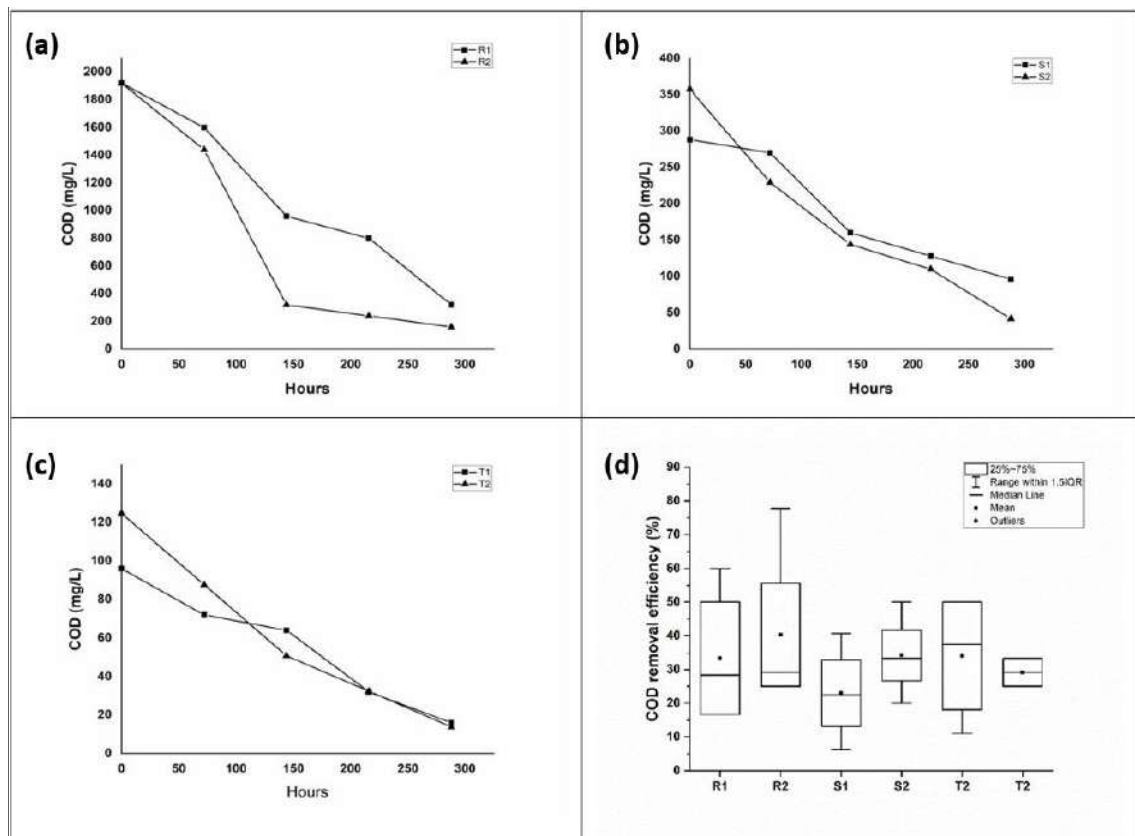 (a)
R1
R2
2000
1800
1600
1400
1200
1000
800
600
400
200
0
COD (mg/L)
0 50 100 150 200 250 300
Hours
(b)
S1
S2
400
350
300
250
200
150
100
50
0
COD (mg/L)
0 50 100 150 200 250 300
Hours
(c)
T1
T2
140
120
100
80
60
40
20
0
COD (mg/L)
0 50 100 150 200 250 300
Hours
(d)
25%~75%
Range within 1.5IQR
Median Line
Mean
Outliers
90
80
70
60
50
40
30
20
10
0
COD removal efficiency (%)
R1 R2 S1 S2 T2 T2